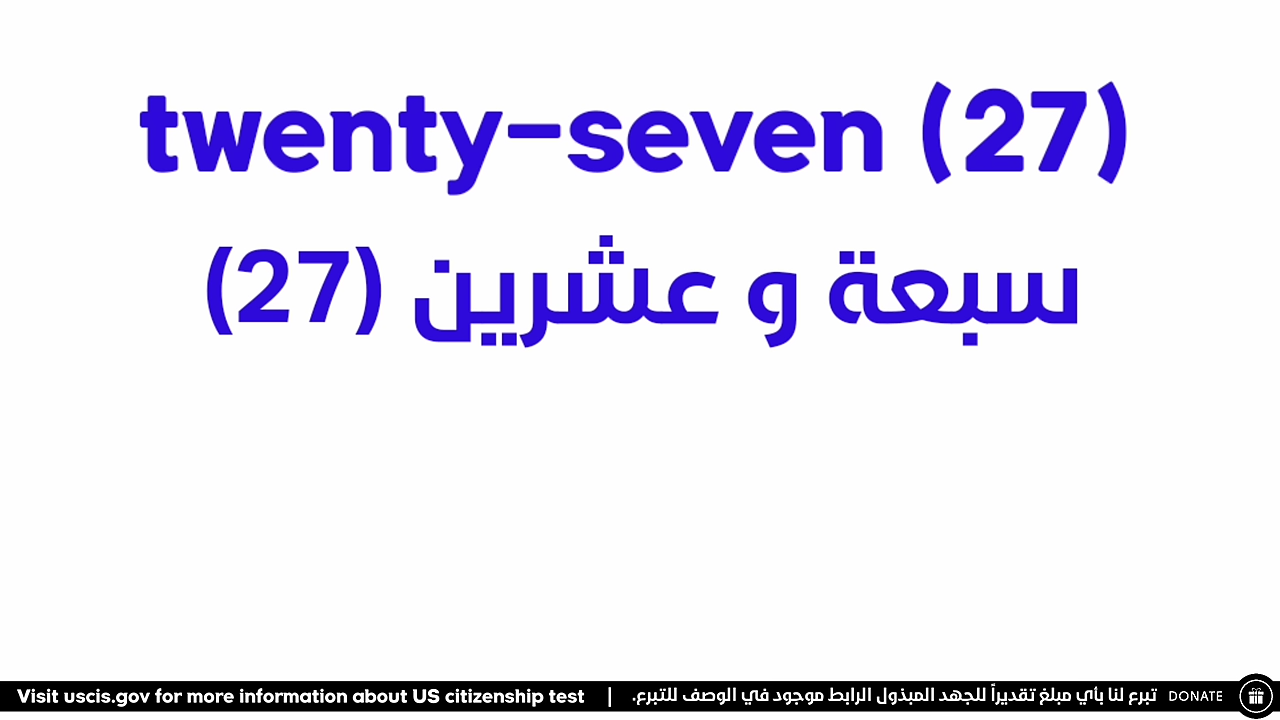 twenty-seven (27)
سبعة و عشرين (27)
Visit uscis.gov for more information about US citizenship test | تبرع لنا بأي مبلغ تقديراً للجهد المبذول الرابط موجود في الوصف للتبرع. DONATE